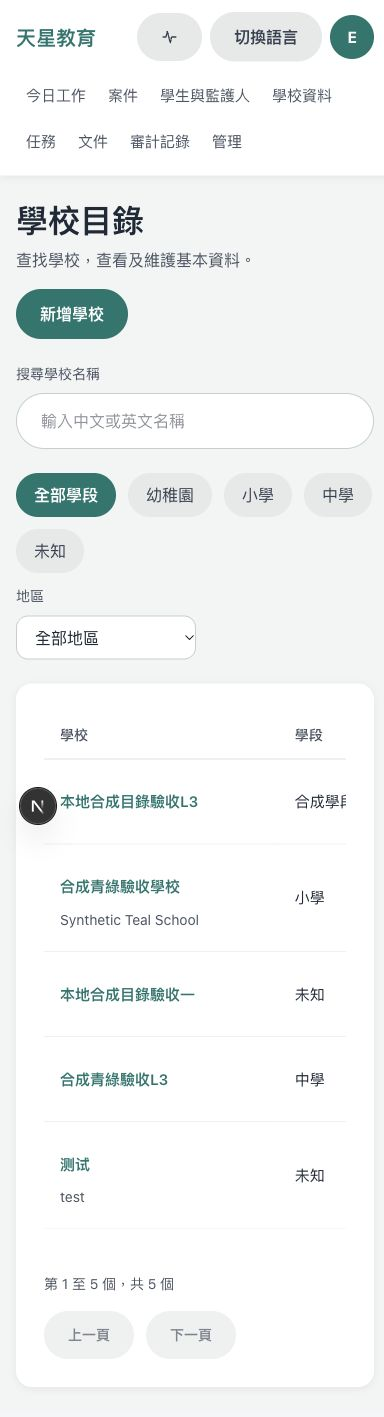 天星教育
切換語言
E
今日工作 案件 學生與監護人 學校資料
任務 文件 審計記錄 管理
學校目錄
查找學校，查看及維護基本資料。
新增學校
搜尋學校名稱
輸入中文或英文名稱
全部學段 幼稚園 小學 中學
未知
地區
全部地區
學校 學段
N
本地合成目錄驗收L3 合成學
合成青綠驗收學校 小學
Synthetic Teal School
本地合成目錄驗收一 未知
合成青綠驗收L3 中學
测试 未知
test
第 1 至 5 個，共 5 個
上一頁 下一頁